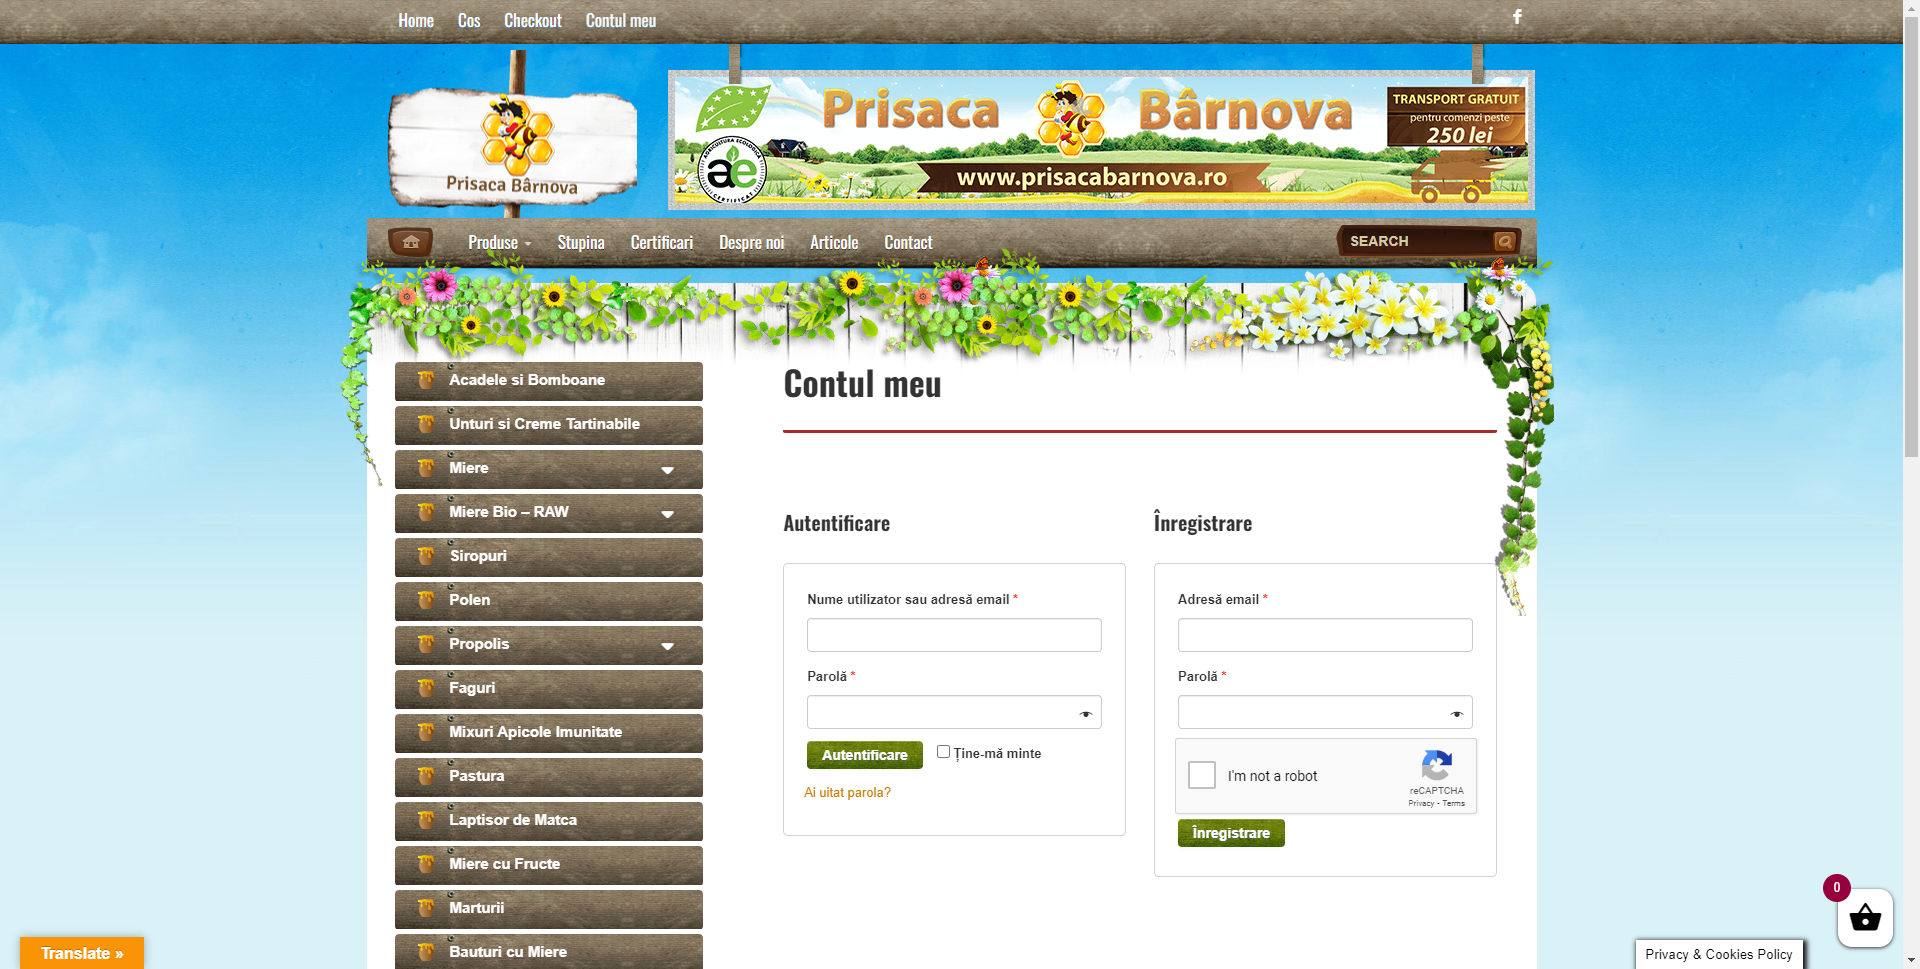 Home Cos Checkout Contul meu
Prisaca Bârnova
Prisaca Bârnova
AGRICULTURA ECOLOGICA
ae
CERTIFICAT
www.prisacabarnova.ro
TRANSPORT GRATUIT
pentru comenzi peste
250 lei
Produse Stupina Certificari Despre noi Articole Contact
SEARCH
Acadele si Bomboane
Unturi si Creme Tartinabile
Miere
Miere Bio – RAW
Siropuri
Polen
Propolis
Faguri
Mixuri Apicole Imunitate
Pastura
Laptisor de Matca
Miere cu Fructe
Marturii
Bauturi cu Miere
Contul meu
Autentificare
Nume utilizator sau adresă email *
Parolă *
Autentificare
Ține-mă minte
Ai uitat parola?
Înregistrare
Adresă email *
Parolă *
I'm not a robot
reCAPTCHA
Privacy - Terms
Înregistrare
0
Translate »
Privacy & Cookies Policy